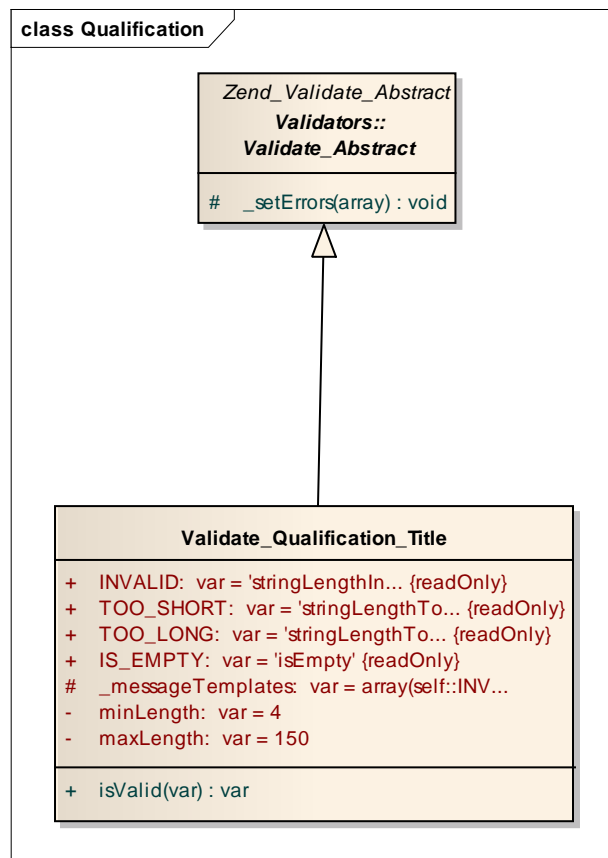 class Qualification
Zend_Validate_Abstract
Validators::
Validate_Abstract
# _setErrors(array) : void
Validate_Qualification_Title
+ INVALID: var = 'stringLengthIn... {readOnly}
+ TOO_SHORT: var = 'stringLengthTo... {readOnly}
+ TOO_LONG: var = 'stringLengthTo... {readOnly}
+ IS_EMPTY: var = 'isEmpty' {readOnly}
# _messageTemplates: var = array(self::INV...
- minLength: var = 4
- maxLength: var = 150
+ isValid(var) : var